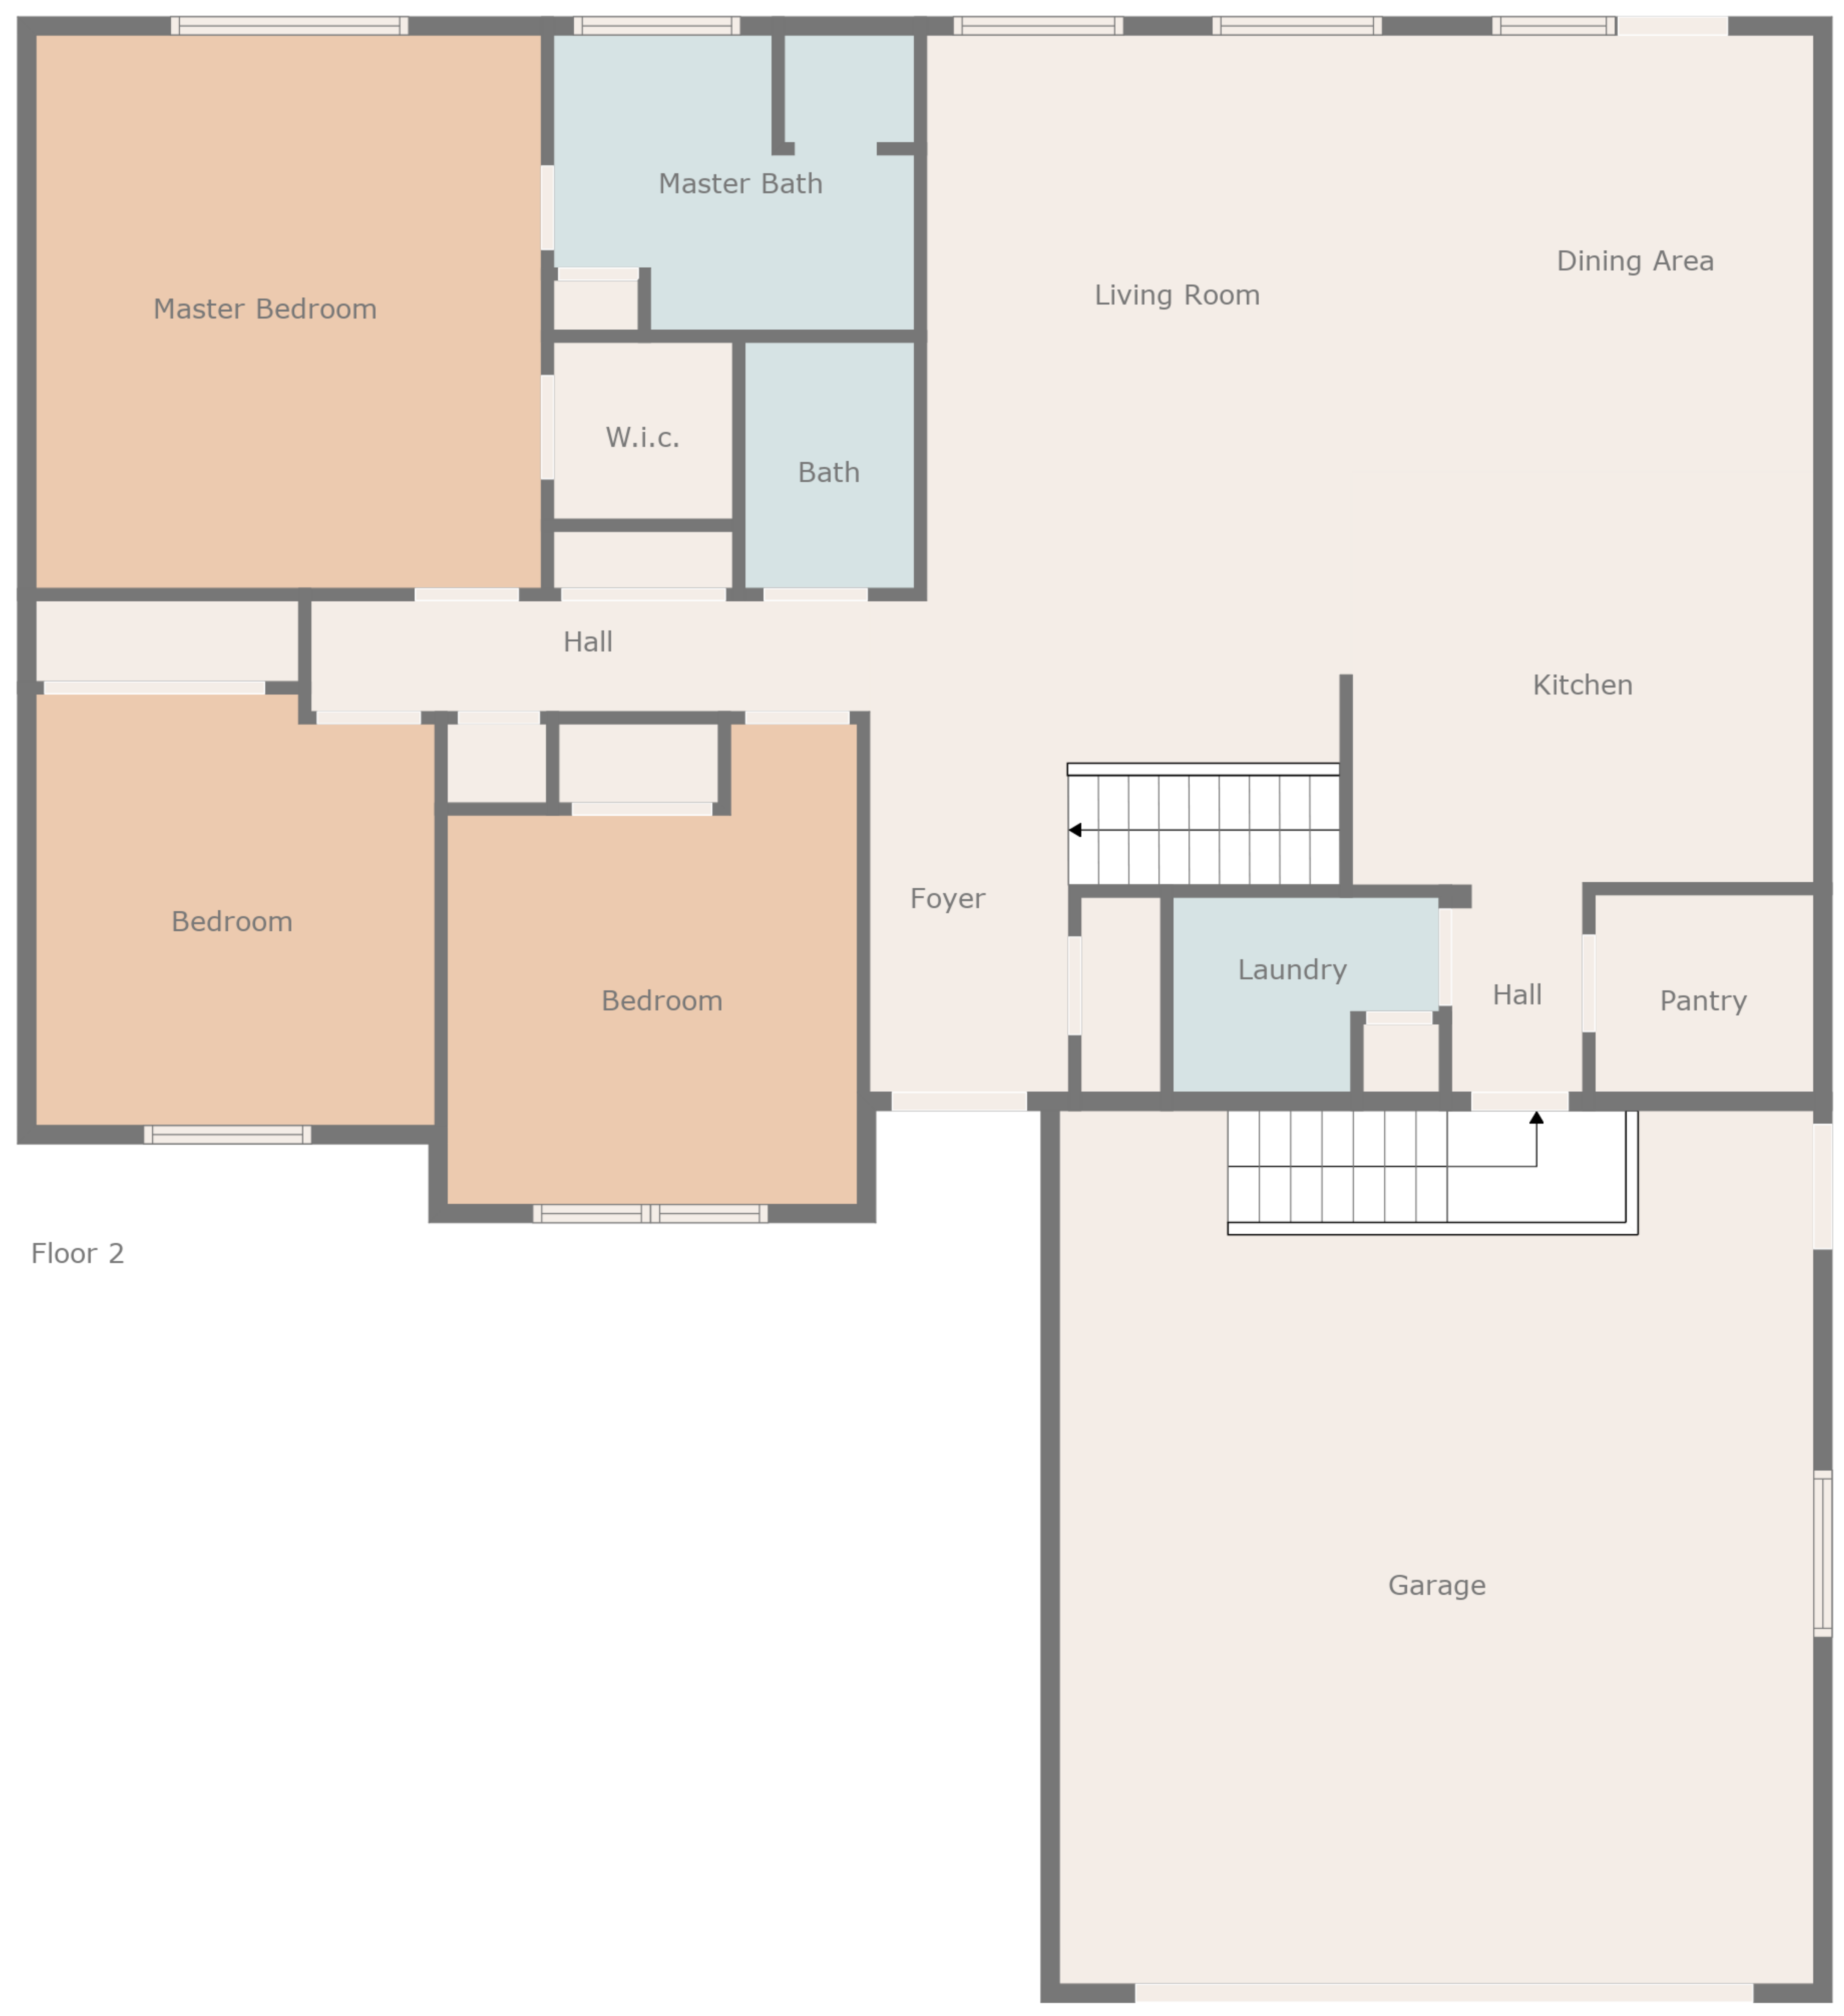 Master Bath
Dining Area
Living Room
Master Bedroom
W.i.c.
Bath
Hall
Kitchen
Foyer
Bedroom
Laundry
Hall
Bedroom
Pantry
Floor 2
Garage